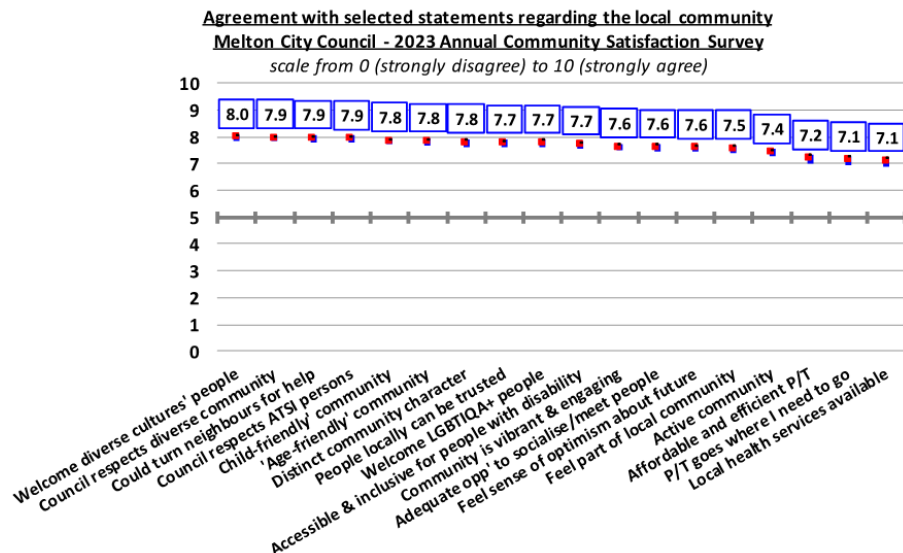 Agreement with selected statements regarding the local community
Melton City Council - 2023 Annual Community Satisfaction Survey
scale from 0 (strongly disagree) to 10 (strongly agree)
10
9
8
7
6
5
4
3
2
1
0
8.0 7.9 7.9 7.9 7.8 7.8 7.8 7.7 7.7 7.7 7.6 7.6 7.6 7.5 7.4 7.2 7.1 7.1
Welcome diverse cultures' people
Council respects diverse community
Could turn neighbours for help
Council respects ATSI persons
Child-friendly' community
'Age-friendly' community
Distinct community character
People locally can be trusted
Welcome LGBTIQA+ people
Accessible & inclusive for people with disability
Community is vibrant & engaging
Adequate opp' to socialise/meet people
Feel sense of optimism about future
Feel part of local community
Active community
Affordable and efficient P/T
P/T goes where I need to go
Local health services available